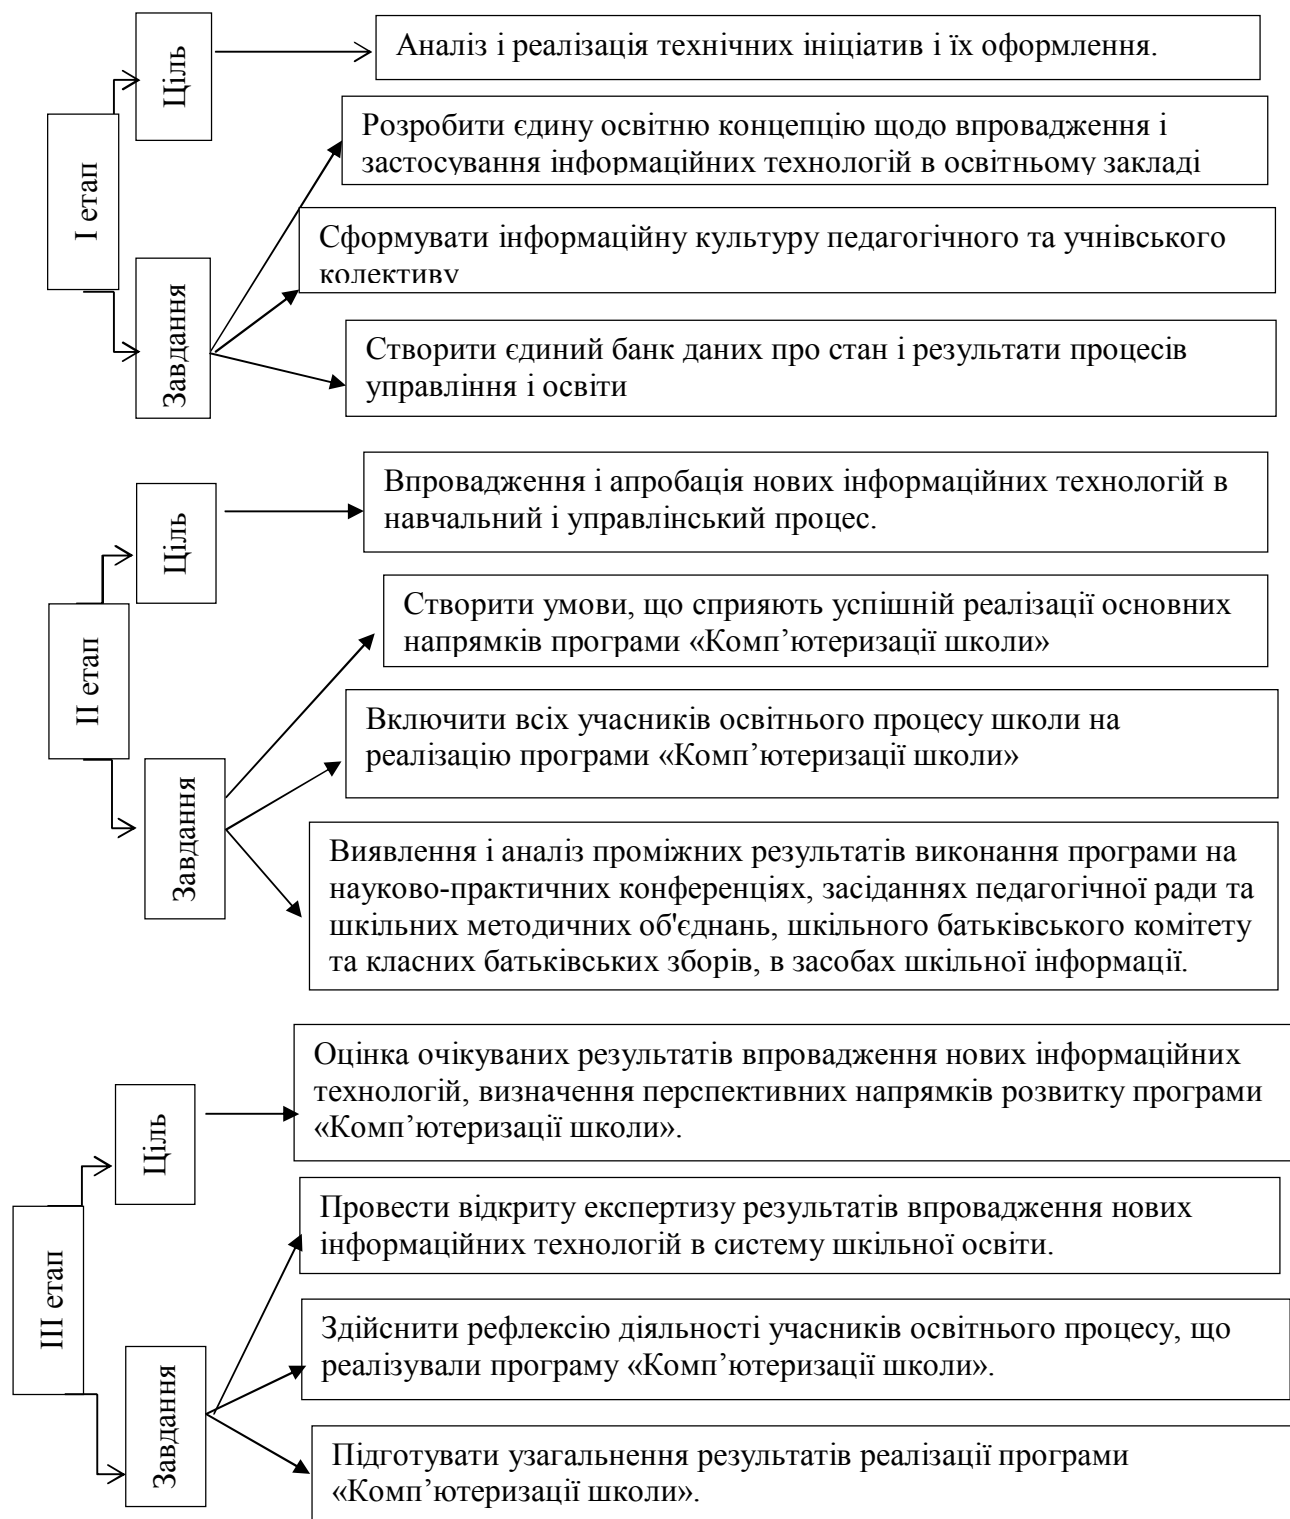 І етап
Ціль
Аналіз і реалізація технічних ініціатив і їх оформлення.
Завдання
Розробити єдину освітню концепцію щодо впровадження і
застосування інформаційних технологій в освітньому закладі
Сформувати інформаційну культуру педагогічного та учнівського
колективу
Створити єдиний банк даних про стан і результати процесів
управління і освіти
ІІ етап
Ціль
Впровадження і апробація нових інформаційних технологій в
навчальний і управлінський процес.
Завдання
Створити умови, що сприяють успішній реалізації основних
напрямків програми «Комп’ютеризації школи»
Включити всіх учасників освітнього процесу школи на
реалізацію програми «Комп’ютеризації школи»
Виявлення і аналіз проміжних результатів виконання програми на
науково-практичних конференціях, засіданнях педагогічної ради та
шкільних методичних об'єднань, шкільного батьківського комітету
та класних батьківських зборів, в засобах шкільної інформації.
ІІІ етап
Ціль
Оцінка очікуваних результатів впровадження нових інформаційних
технологій, визначення перспективних напрямків розвитку програми
«Комп’ютеризації школи».
Завдання
Провести відкриту експертизу результатів впровадження нових
інформаційних технологій в систему шкільної освіти.
Здійснити рефлексію діяльності учасників освітнього процесу, що
реалізували програму «Комп’ютеризації школи».
Підготувати узагальнення результатів реалізації програми
«Комп’ютеризації школи».